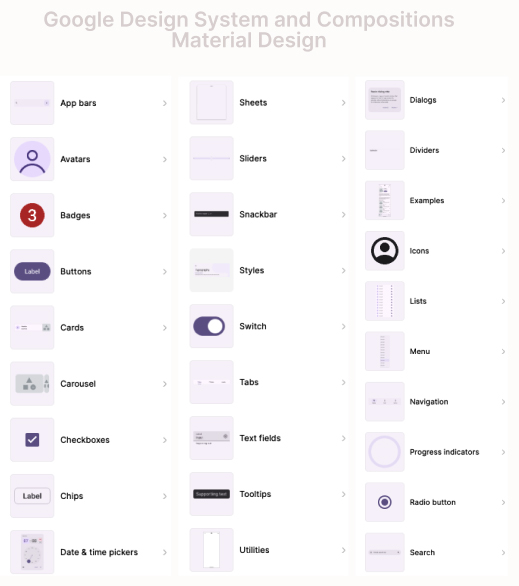 Google Design System and Compositions
Material Design
App bars
Avatars
3
Badges
Label
Buttons
Cards
Carousel
Checkboxes
Label
Chips
Date & time pickers
Sheets
Sliders
Snackbar
Styles
Switch
Tabs
Text fields
Supporting text
Tooltips
Utilities
Dialogs
Dividers
Examples
Icons
Lists
Menu
Navigation
Progress indicators
Radio button
Search